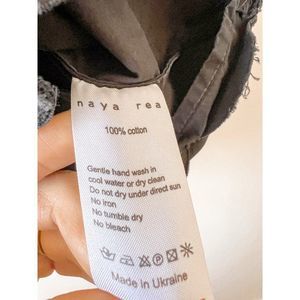 naya rea
100% cotton
Gentle hand wash in
cool water or dry clean
Do not dry under direct sun
No iron
No tumble dry
No bleach
Made in Ukraine